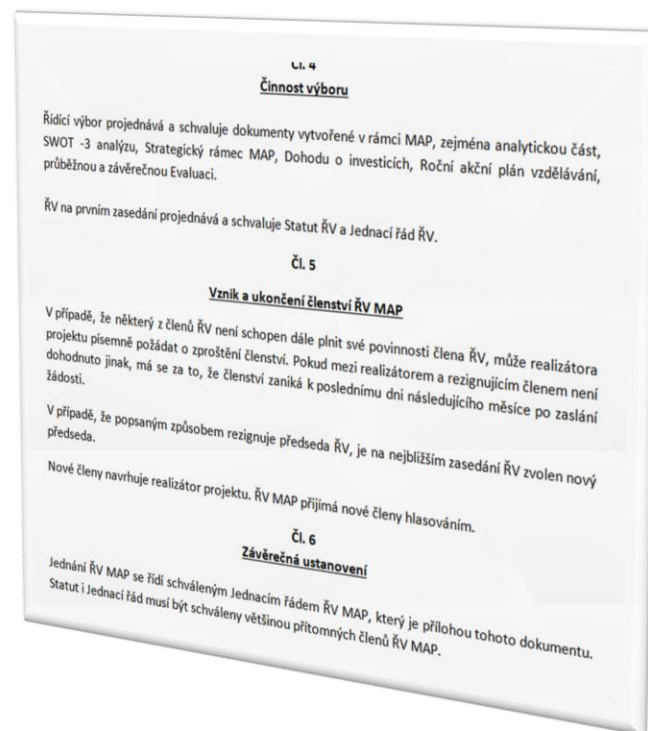 Čl. 4
Činnost výboru
Řídící výbor projednává a schvaluje dokumenty vytvořené v rámci MAP, zejména analytickou část,
SWOT -3 analýzu, Strategický rámec MAP, Dohodu o investicích, Roční akční plán vzdělávání,
průběžnou a závěrečnou Evaluaci.
ŘV na prvním zasedání projednává a schvaluje Statut ŘV a Jednací řád ŘV.
Čl. 5
Vznik a ukončení členství ŘV MAP
V případě, že některý z členů ŘV není schopen dále plnit své povinnosti člena ŘV, může realizátora
projektu písemně požádat o zproštění členství. Pokud mezi realizátorem a rezignujícím členem není
dohodnuto jinak, má se za to, že členství zaniká k poslednímu dni následujícího měsíce po zaslání
žádosti.
V případě, že popsaným způsobem rezignuje předseda ŘV, je na nejbližším zasedání ŘV zvolen nový
předseda.
Nové členy navrhuje realizátor projektu. ŘV MAP přijímá nové členy hlasováním.
Čl. 6
Závěrečná ustanovení
Jednání ŘV MAP se řídí schváleným Jednacím řádem ŘV MAP, který je přílohou tohoto dokumentu.
Statut i Jednací řád musí být schváleny většinou přítomných členů ŘV MAP.